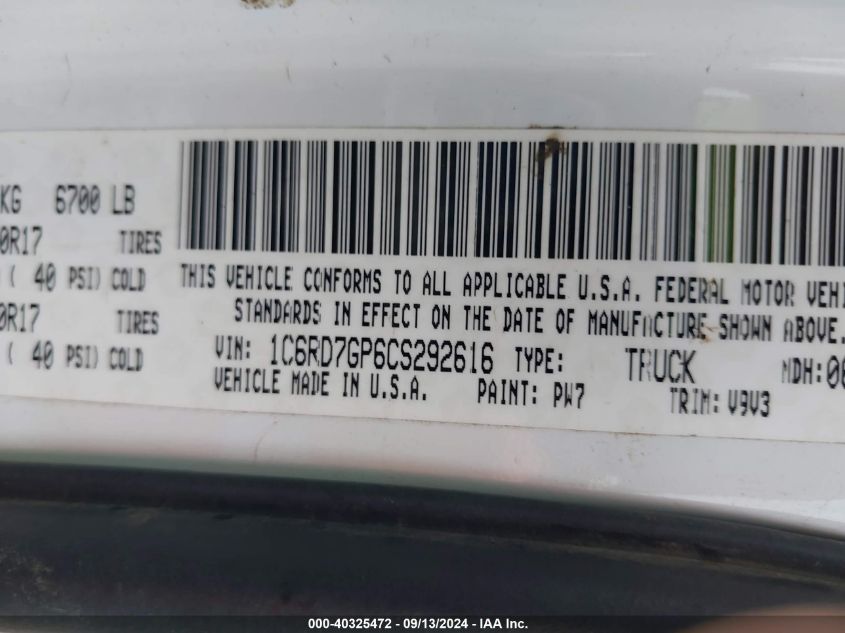 KG 6700 LB
0R17 TIRES
( 40 PSI) COLD
0R17 TIRES
( 40 PSI) COLD
THIS VEHICLE CONFORMS TO ALL APPLICABLE U.S.A. FEDERAL MOTOR VEHI
STANDARDS IN EFFECT ON THE DATE OF MANUFACTURE SHOWN ABOVE.
VIN: 1C6RD7GP6CS292616 TYPE: TRUCK MDH:00
VEHICLE MADE IN U.S.A. PAINT: PW7 TRIM: V9V3
000-40325472 - 09/13/2024 - IAA Inc.